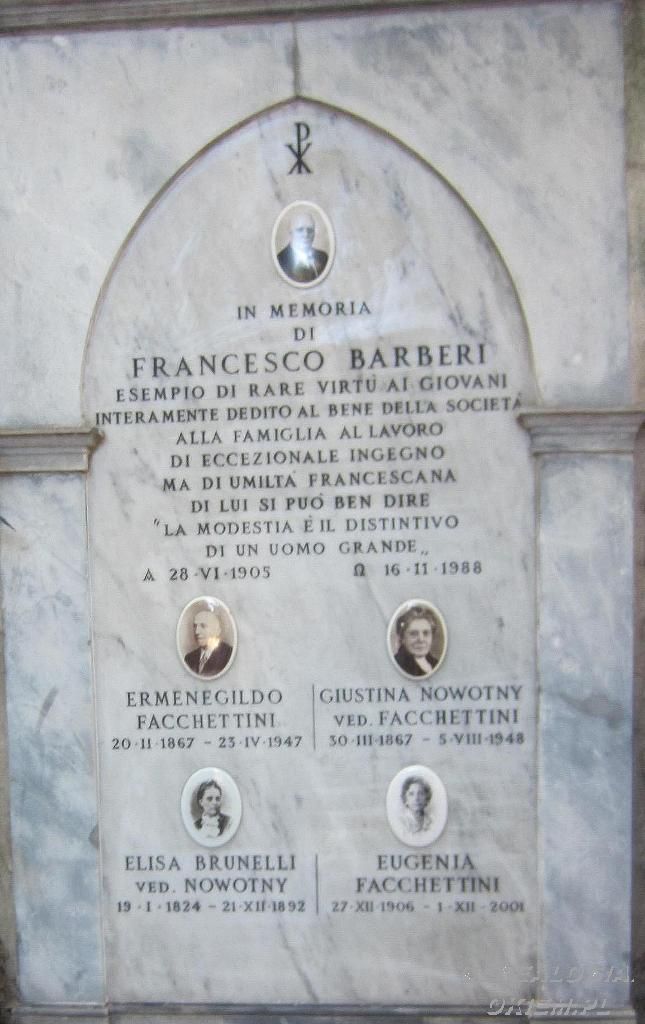 IN MEMORIA
DI
FRANCESCO BARBERI
ESEMPIO DI RARE VIRTÙ AI GIOVANI
INTERAMENTE DEDITO AL BENE DELLA SOCIETÀ
ALLA FAMIGLIA AL LAVORO
DI ECCEZIONALE INGEGNO
MA DI UMILTÀ FRANCESCANA
DI LUI SI PUÒ BEN DIRE
"LA MODESTIA È IL DISTINTIVO
DI UN UOMO GRANDE„
A 28·VI·1905 Ω 16·11·1988
ERMENEGILDO
FACCHETTINI
20·11·1867 – 23·IV·1947
GIUSTINA NOWOTNY
VED. FACCHETTINI
30·III·1867 – 5·VIII·1948
ELISA BRUNELLI
VED. NOWOTNY
19·I·1824 – 21·XII·1892
EUGENIA
FACCHETTINI
27·XII·1906 – 1·XII·2001
OKIEM.PL